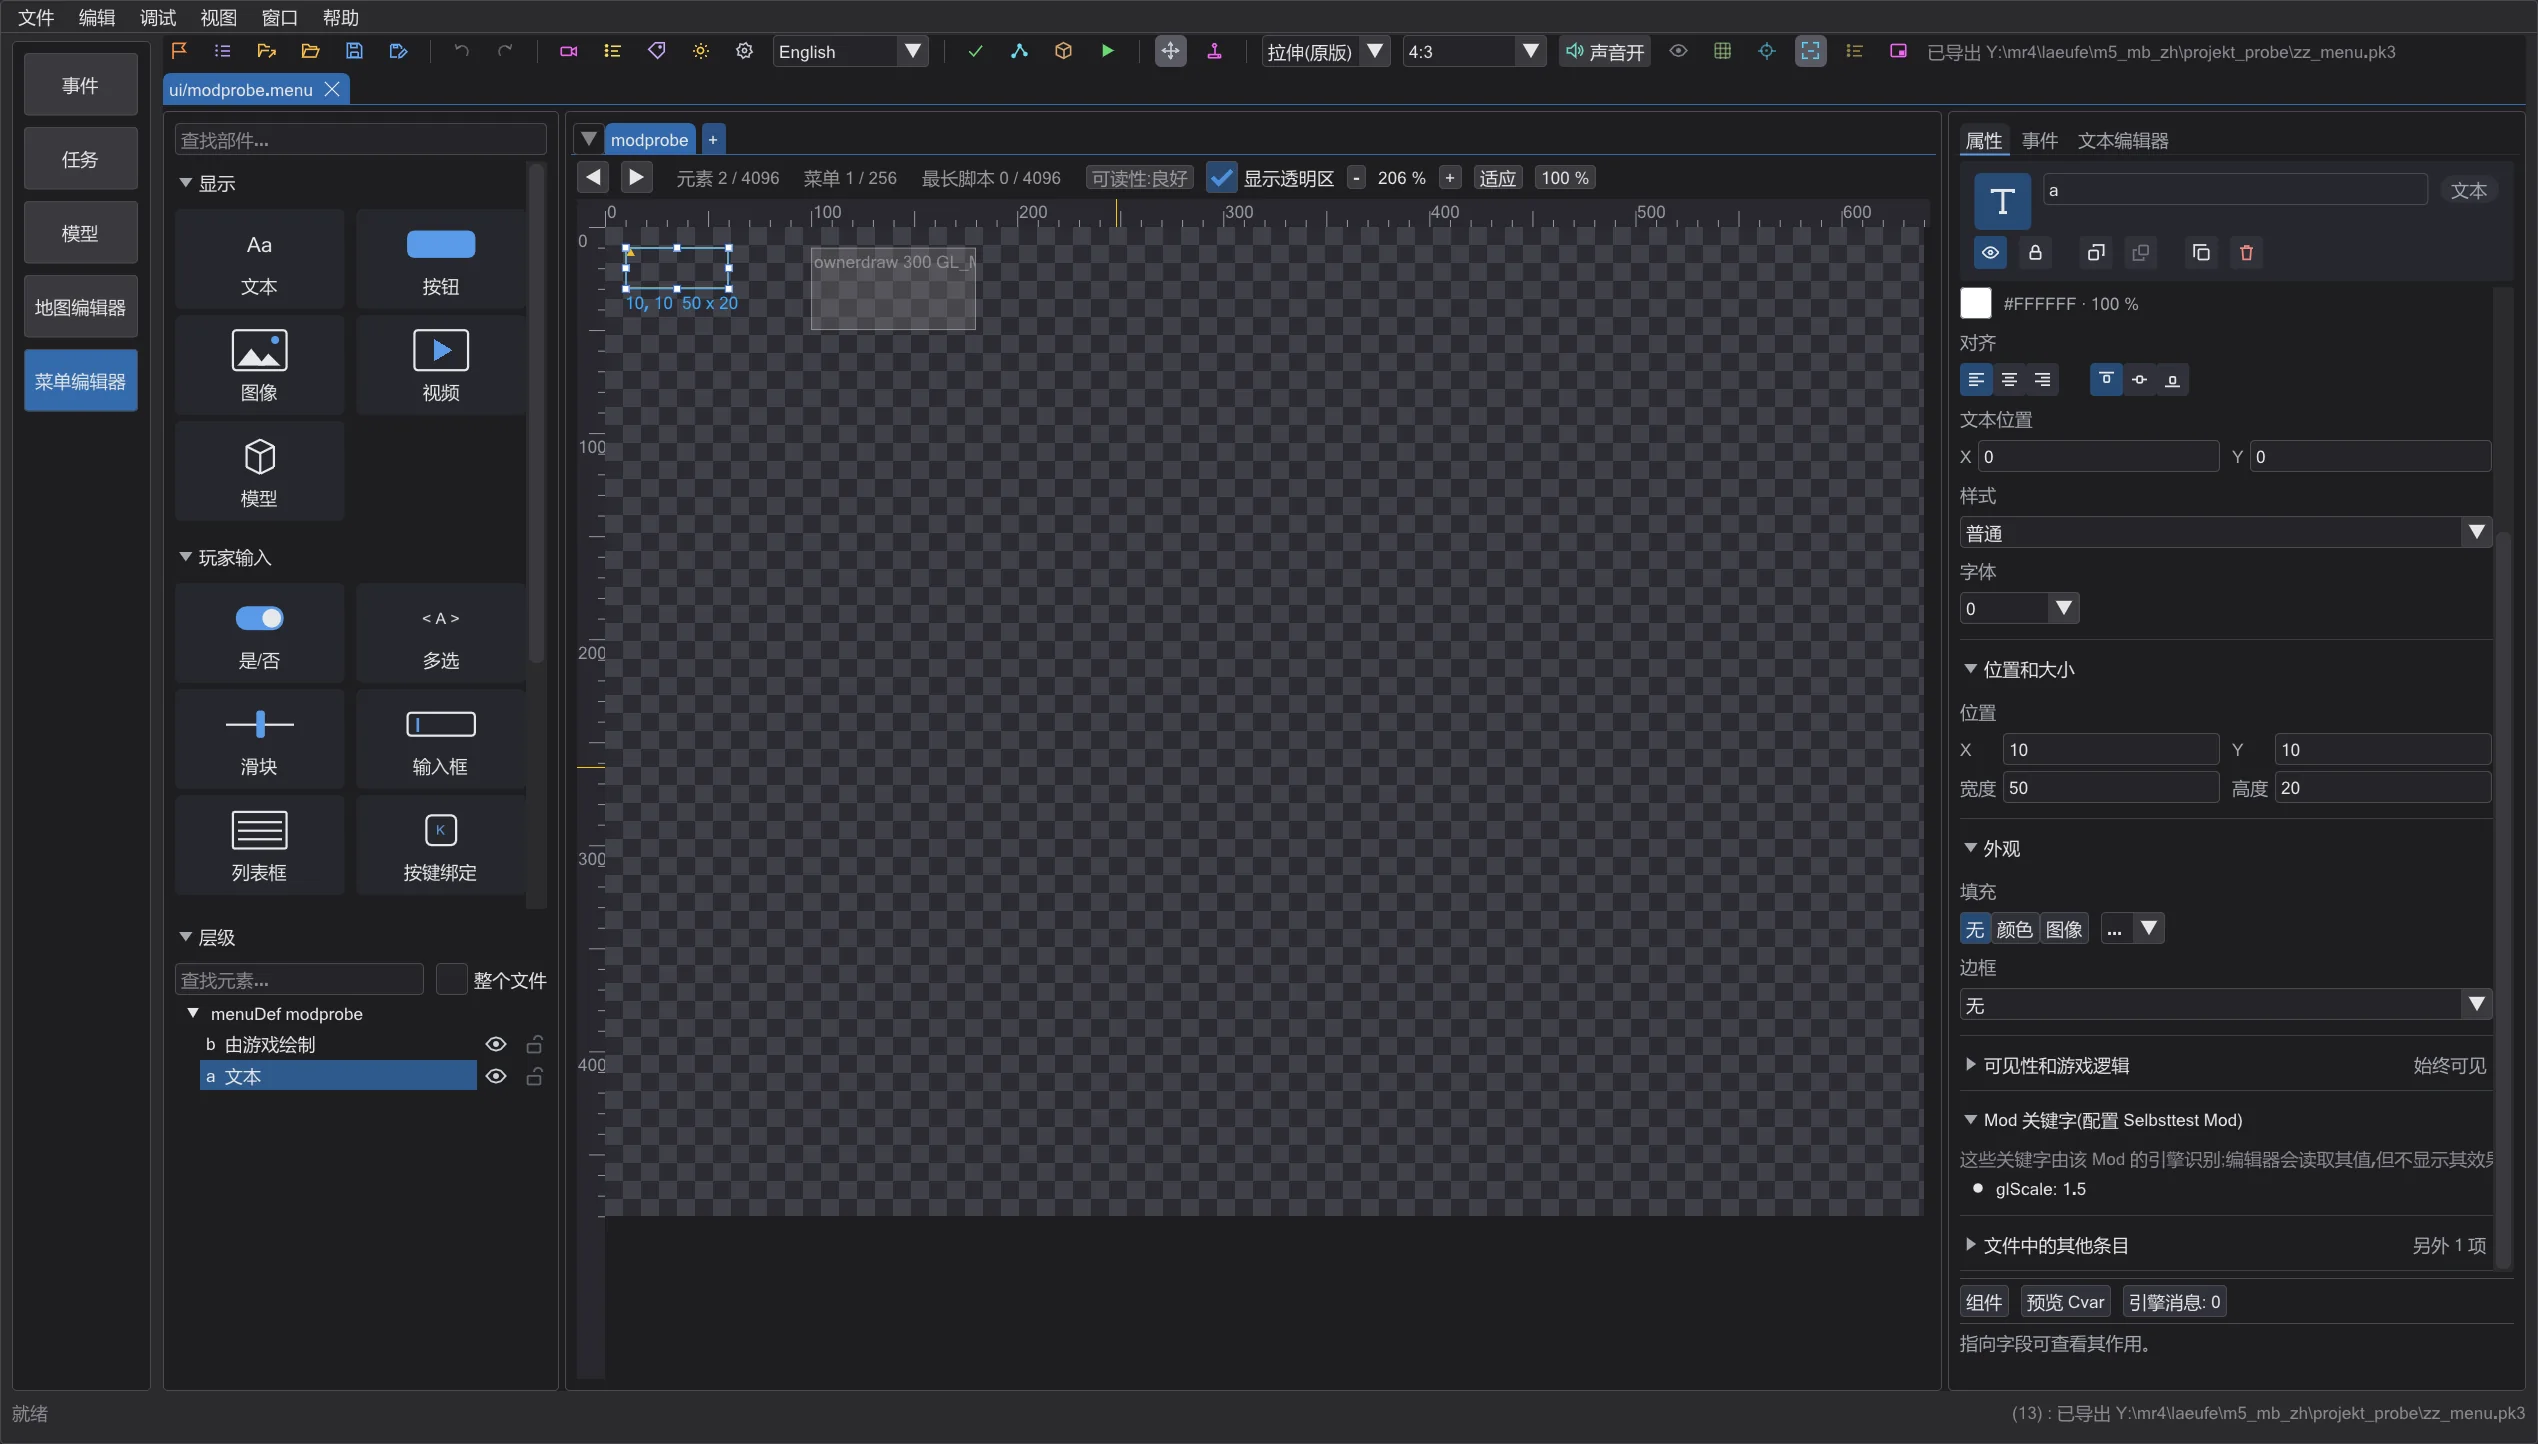 文件 编辑 调试 视图 窗口 帮助
English
拉伸(原版)
4:3
声音开
已导出 Y:\mr4\laeufe\m5_mb_zh\projekt_probe\zz_menu.pk3
事件
任务
模型
地图编辑器
菜单编辑器
ui/modprobe.menu
查找部件...
显示
Aa
文本
按钮
图像
视频
模型
玩家输入
是/否
< A >
多选
滑块
输入框
列表框
K
按键绑定
层级
查找元素...
整个文件
menuDef modprobe
b 由游戏绘制
a 文本
modprobe
+
元素 2 / 4096 菜单 1 / 256 最长脚本 0 / 4096 可读性:良好 显示透明区 - 206 % + 适应 100 %
0 100 200 300 400 500 600
0
100
200
300
400
10, 10 50 x 20
ownerdraw 300 GL_
属性 事件 文本编辑器
T
a
文本
#FFFFFF · 100 %
对齐
文本位置
X 0 Y 0
样式
普通
字体
0
位置和大小
位置
X 10 Y 10
宽度 50 高度 20
外观
填充
无 颜色 图像 ...
边框
无
可见性和游戏逻辑 始终可见
Mod 关键字(配置 Selbsttest Mod)
这些关键字由该 Mod 的引擎识别;编辑器会读取其值,但不显示其效
glScale: 1.5
文件中的其他条目 另外 1 项
组件 预览 Cvar 引擎消息: 0
指向字段可查看其作用。
就绪
(13) : 已导出 Y:\mr4\laeufe\m5_mb_zh\projekt_probe\zz_menu.pk3